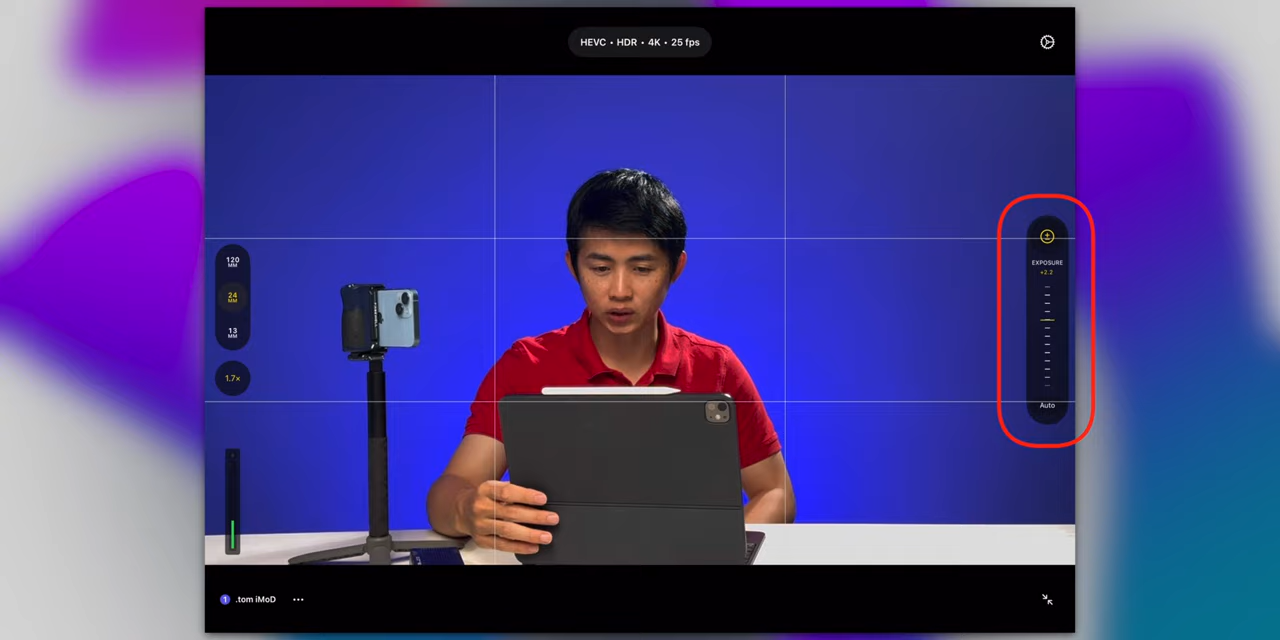 HEVC • HDR • 4K • 25 fps
120
MM
24
MM
13
MM
1.7×
EXPOSURE
+2.2
Auto
1 .tom iMoD